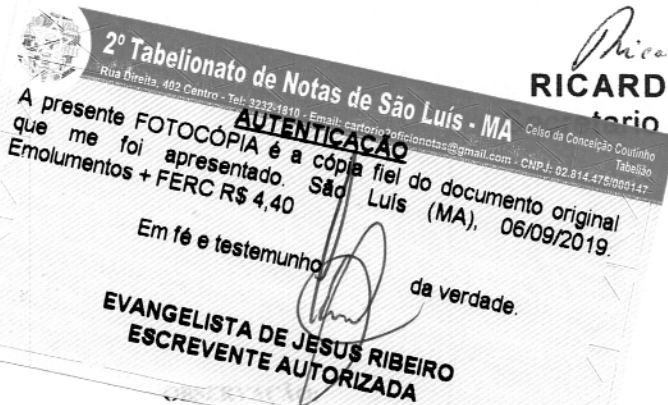 RICARD
2º Tabelionato de Notas de São Luís - MA
Celso da Conceição Coutinho
Tabelião
Rua Direita, 402 Centro - Tel: 3232-1810 - Email: cartorio2oficionotas@gmail.com - CNPJ: 02.814.475/000147
AUTENTICAÇÃO
A presente FOTOCÓPIA é a cópia fiel do documento original
que me foi apresentado. São Luís (MA), 06/09/2019.
Emolumentos + FERC R$ 4,40
Em fé e testemunho da verdade.
EVANGELISTA DE JESUS RIBEIRO
ESCREVENTE AUTORIZADA
OBSERVAÇÃO